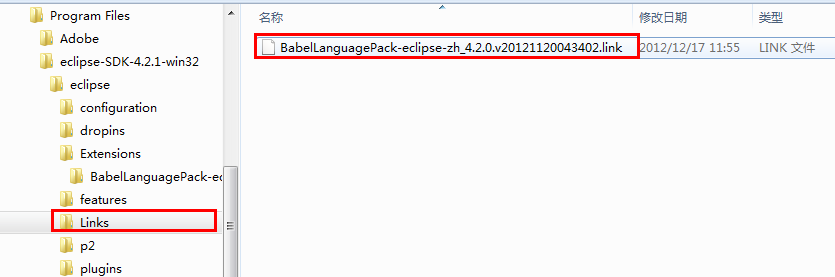 Program Files
Adobe
eclipse-SDK-4.2.1-win32
eclipse
configuration
dropins
Extensions
BabelLanguagePack-ec
features
Links
p2
plugins
名称 修改日期 类型
BabelLanguagePack-eclipse-zh_4.2.0.v20121120043402.link 2012/12/17 11:55 LINK 文件